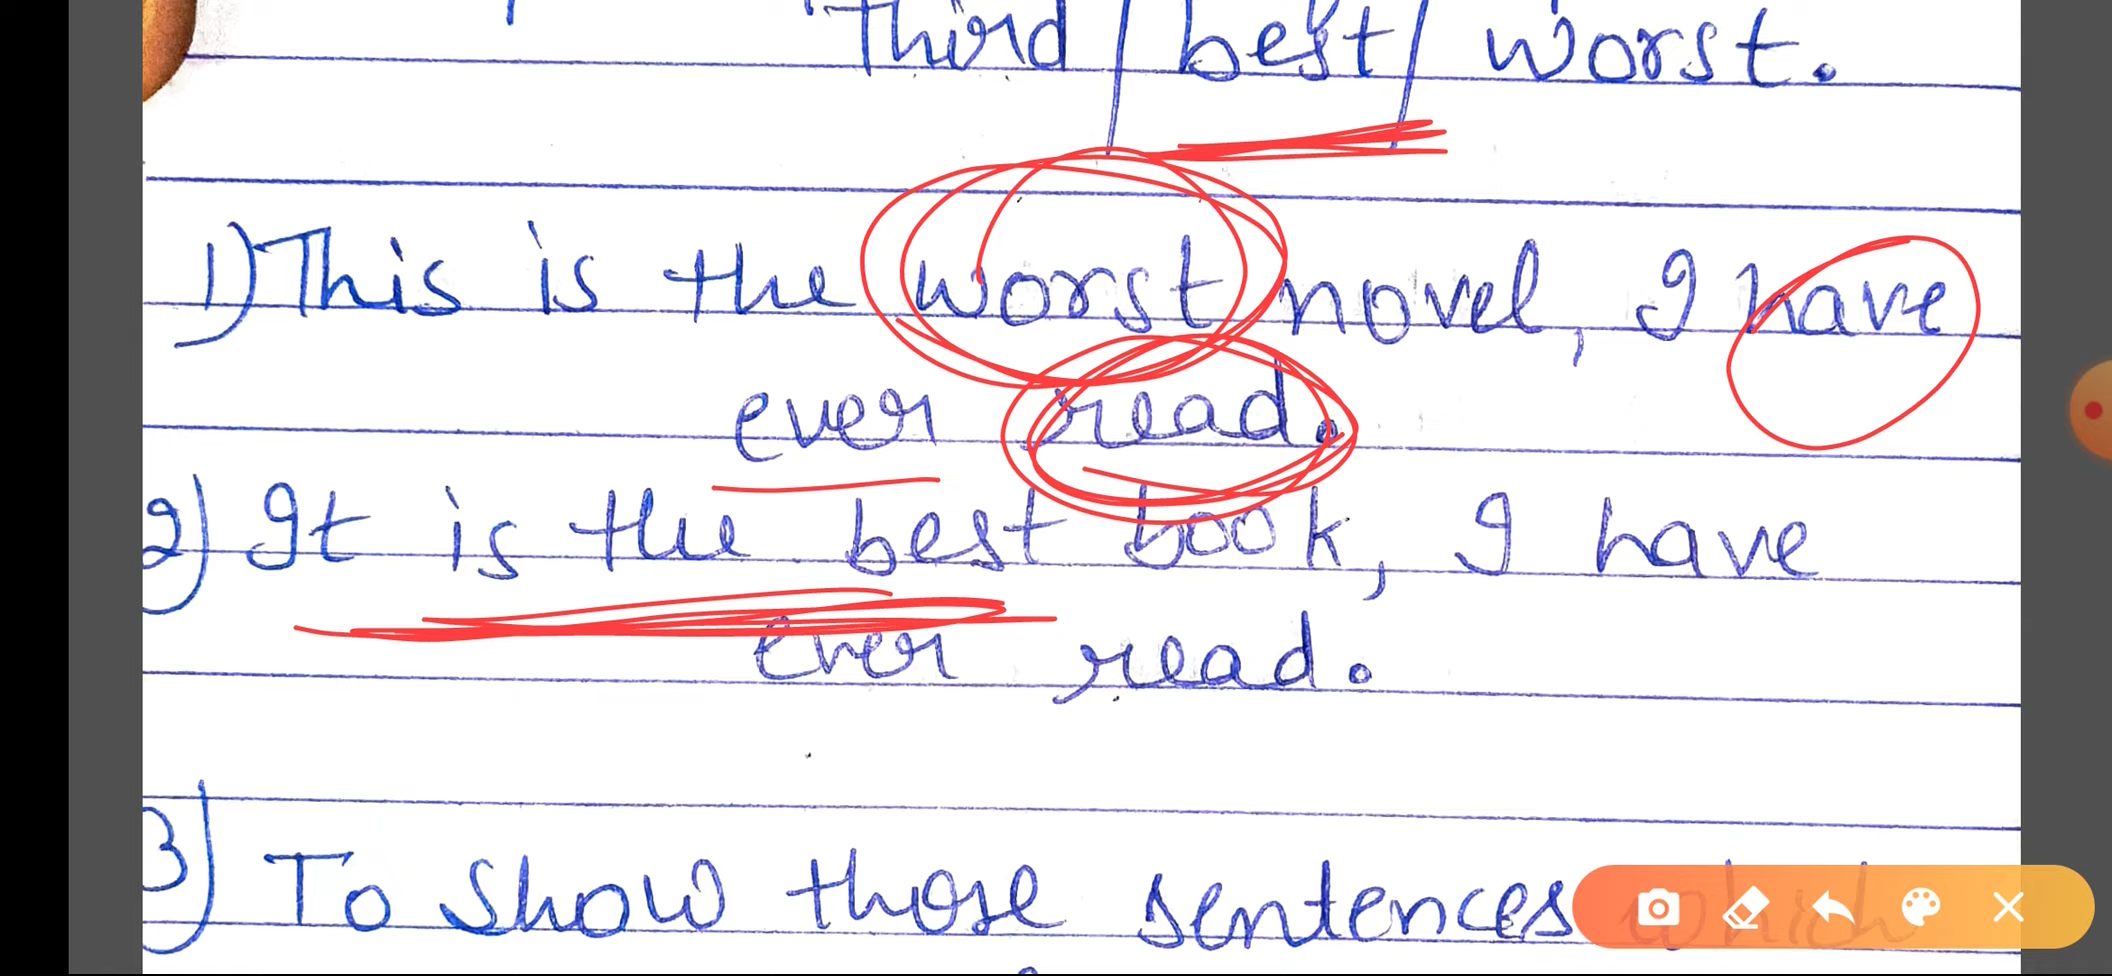 third / best / worst.
1) This is the worst novel, I have
ever read.
2) It is the best book, I have
ever read.
3) To show those sentences which